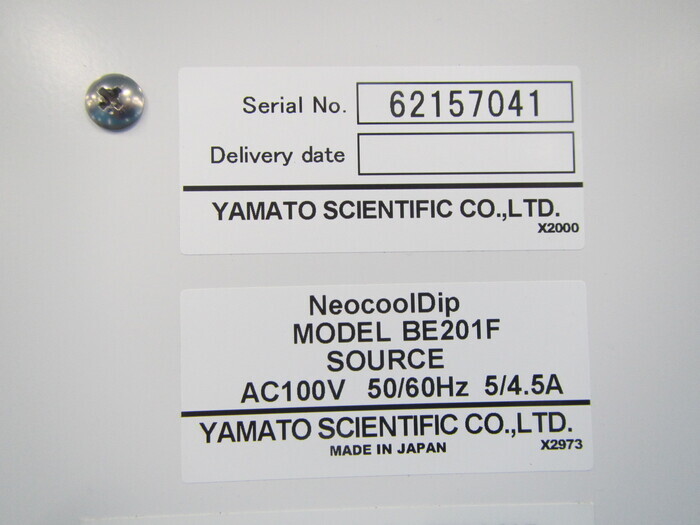 Serial No. 62157041
Delivery date
YAMATO SCIENTIFIC CO.,LTD.
X2000
NeocoolDip
MODEL BE201F
SOURCE
AC100V 50/60Hz 5/4.5A
YAMATO SCIENTIFIC CO.,LTD.
MADE IN JAPAN X2973